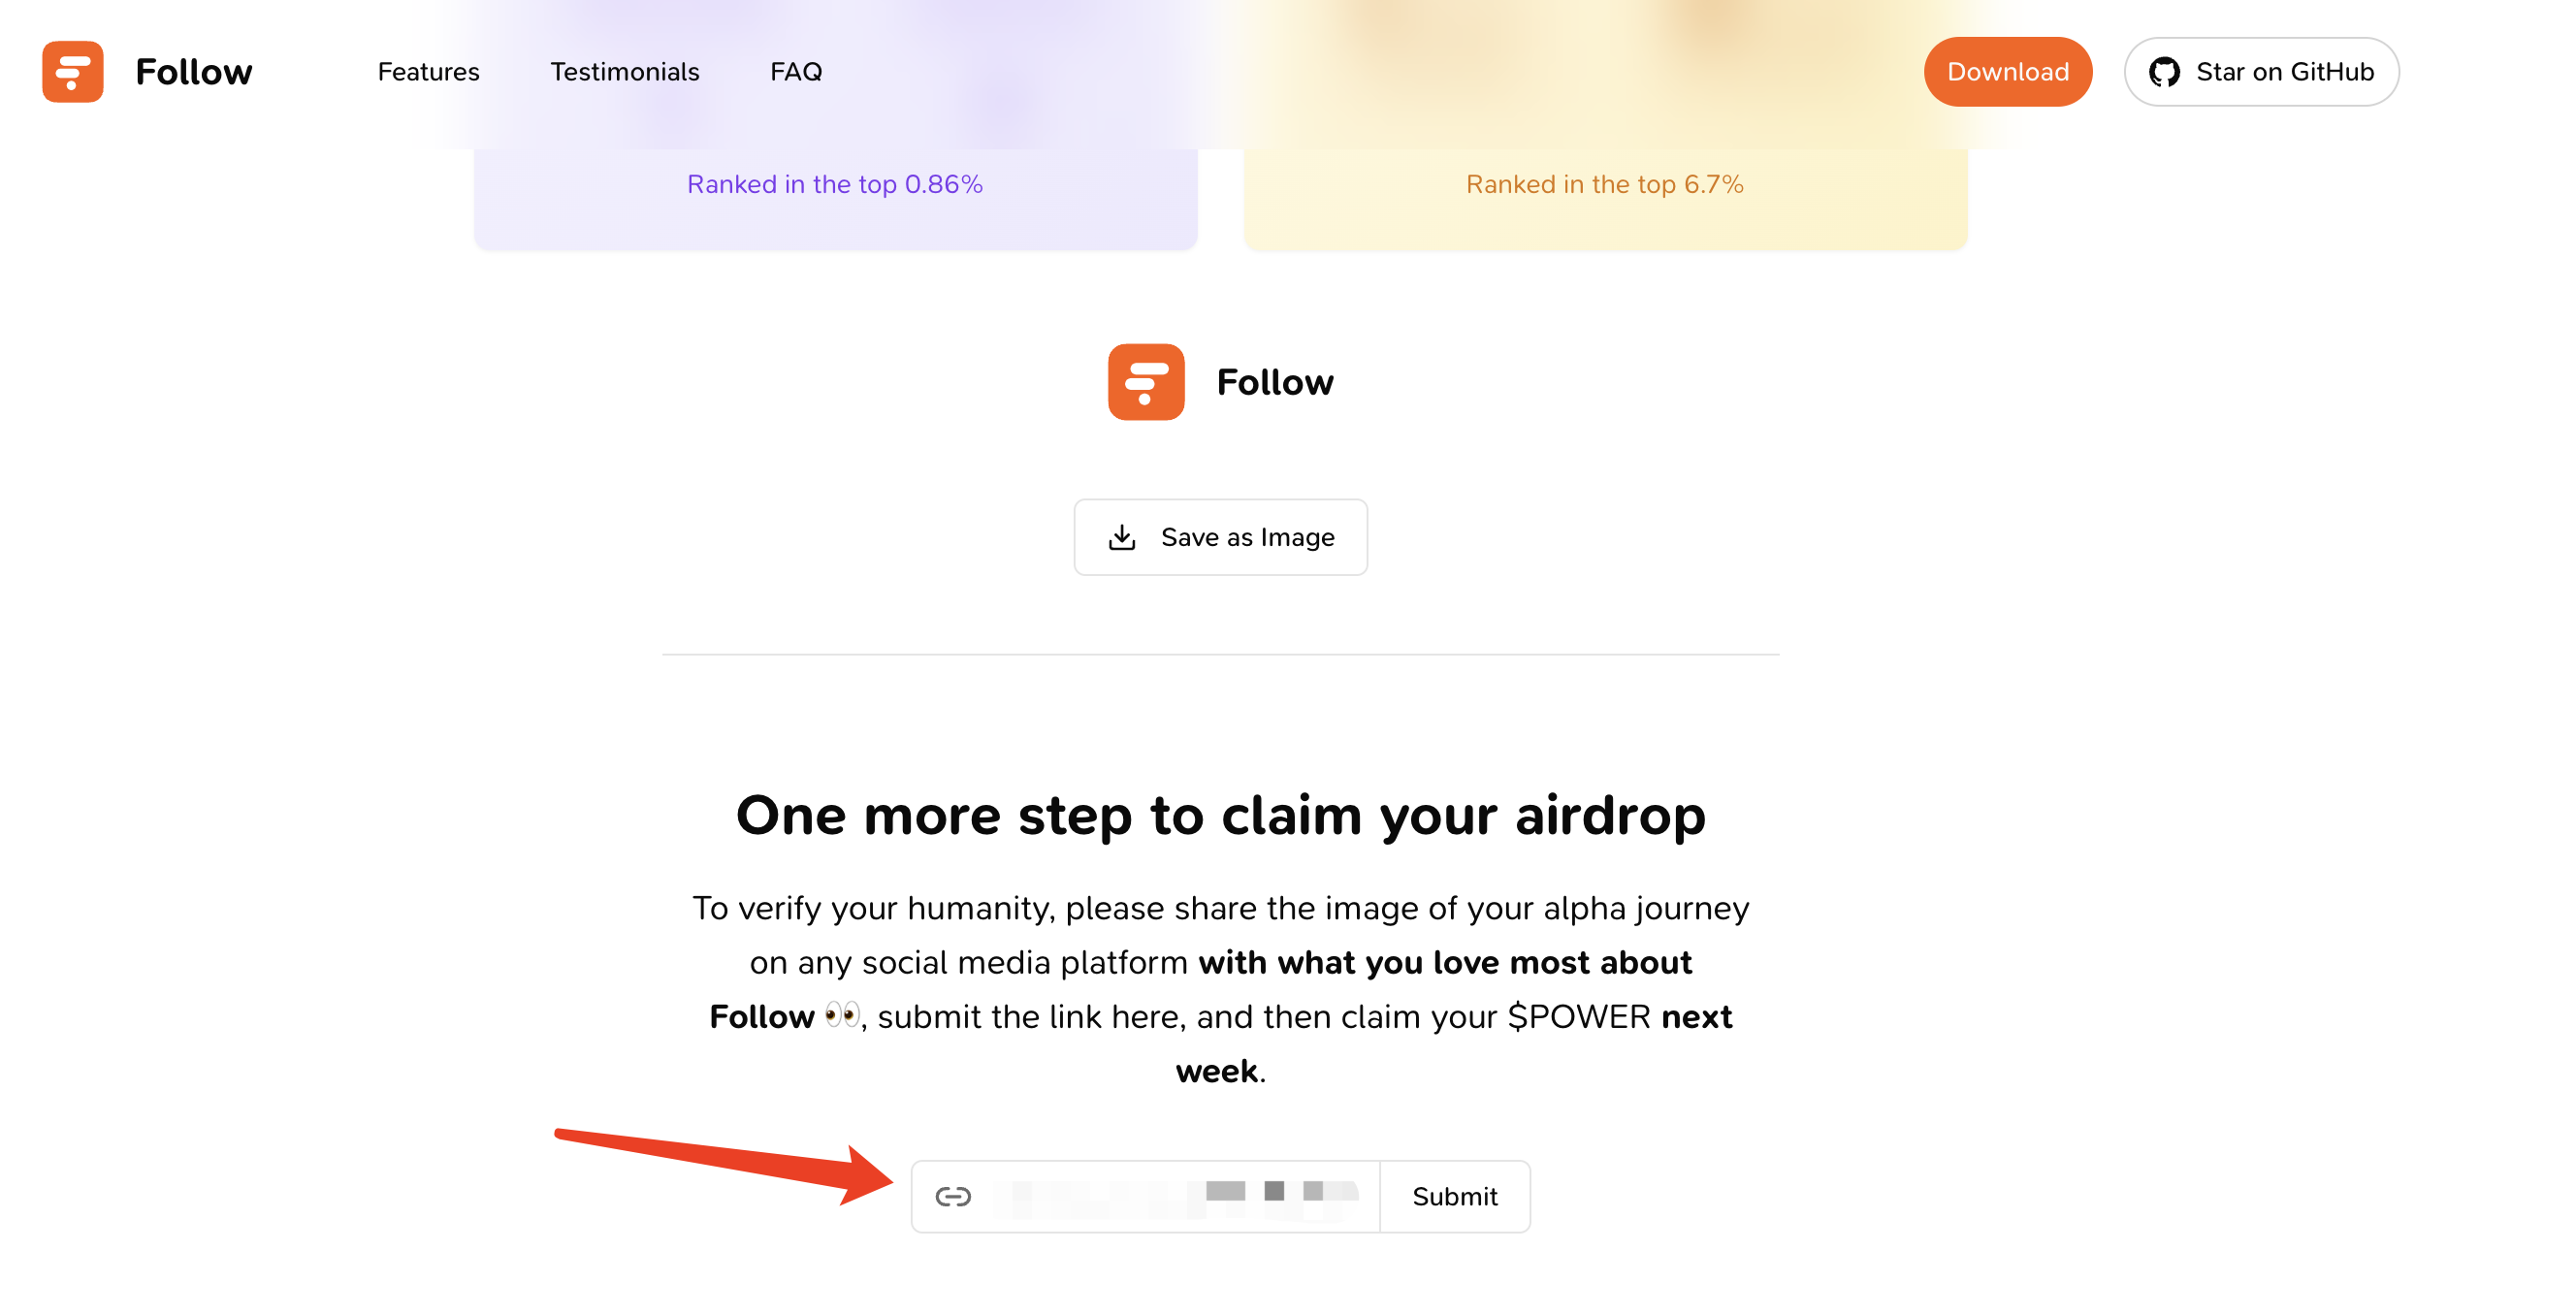 Follow
Features
Testimonials
FAQ
Download
Star on GitHub
Ranked in the top 0.86%
Ranked in the top 6.7%
Follow
Save as Image
One more step to claim your airdrop
To verify your humanity, please share the image of your alpha journey
on any social media platform with what you love most about
Follow 👀, submit the link here, and then claim your $POWER next
week.
Submit